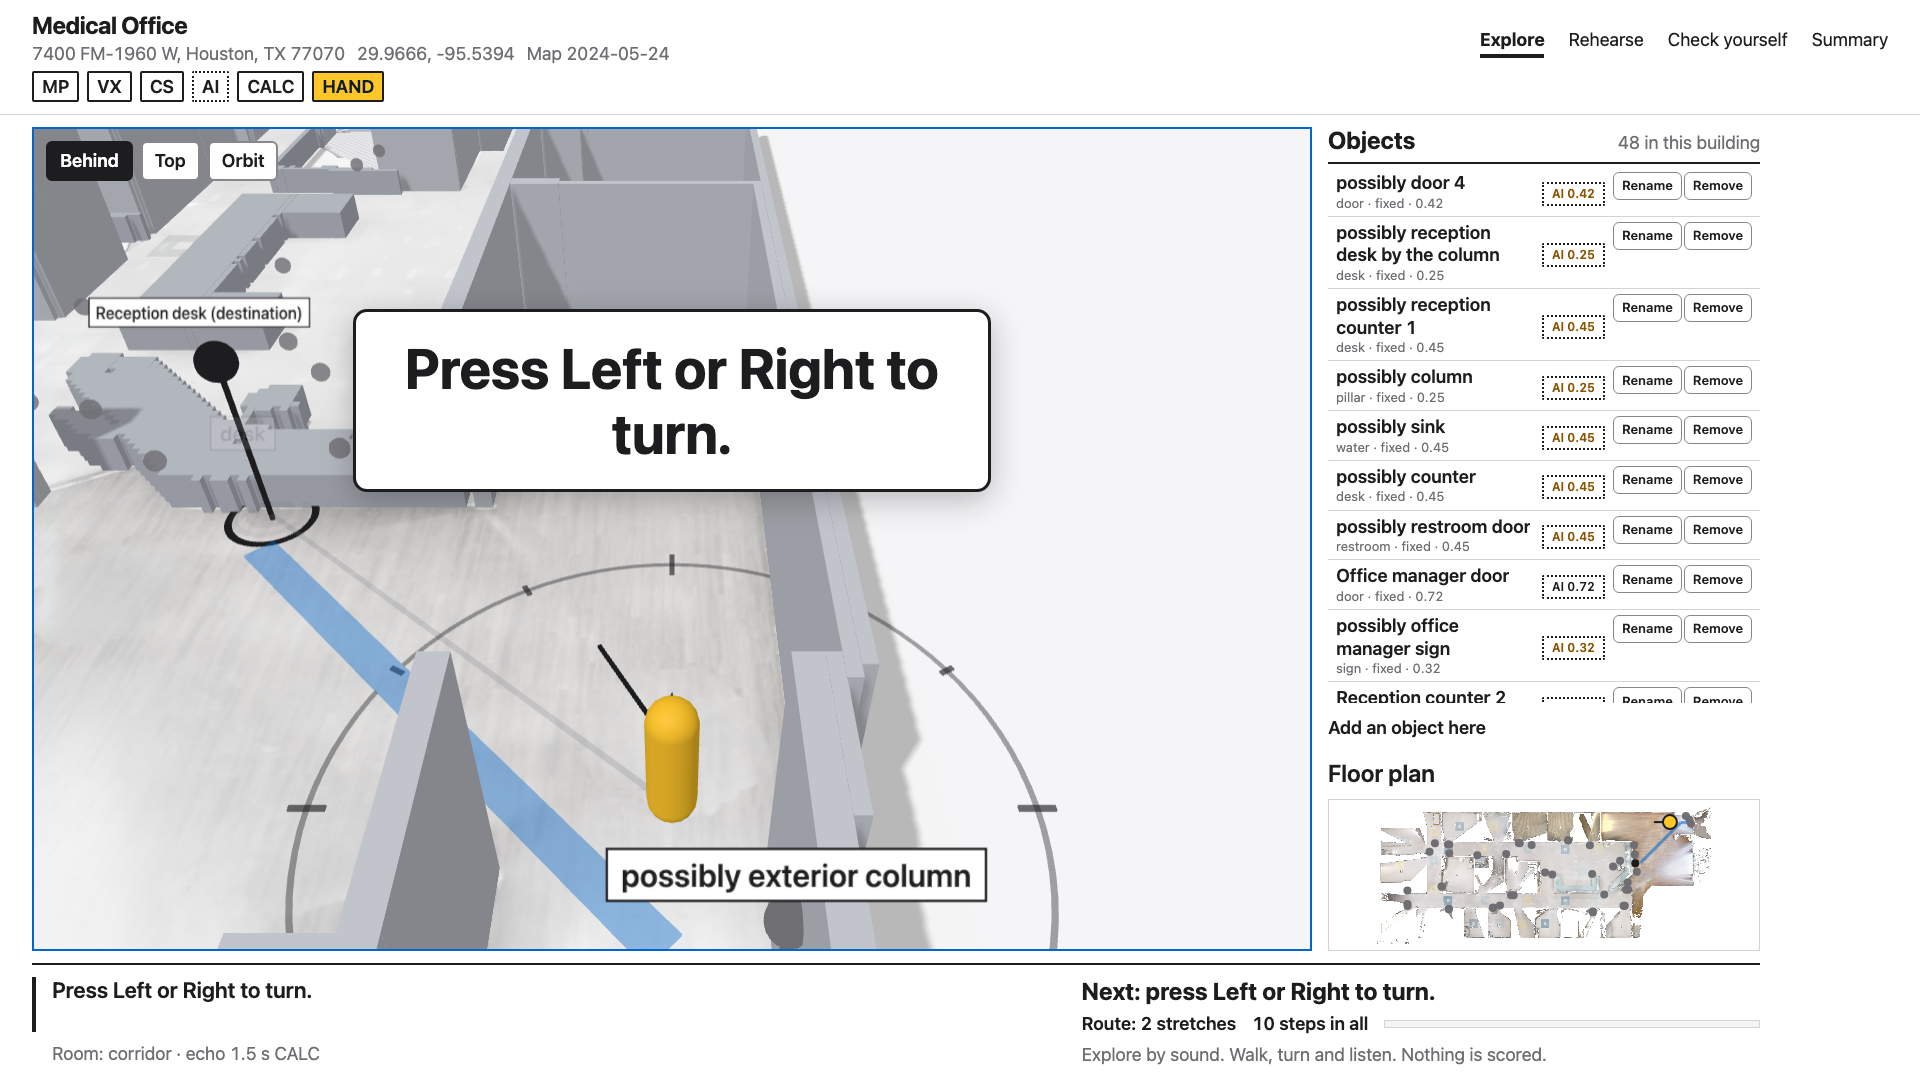 Medical Office
7400 FM-1960 W, Houston, TX 77070 29.9666, -95.5394 Map 2024-05-24
MP VX CS AI CALC HAND
Explore Rehearse Check yourself Summary
Behind Top Orbit
Reception desk (destination)
desk
Press Left or Right to
turn.
possibly exterior column
Objects 48 in this building
possibly door 4
door · fixed · 0.42
AI 0.42 Rename Remove
possibly reception
desk by the column
desk · fixed · 0.25
AI 0.25 Rename Remove
possibly reception
counter 1
desk · fixed · 0.45
AI 0.45 Rename Remove
possibly column
pillar · fixed · 0.25
AI 0.25 Rename Remove
possibly sink
water · fixed · 0.45
AI 0.45 Rename Remove
possibly counter
desk · fixed · 0.45
AI 0.45 Rename Remove
possibly restroom door
restroom · fixed · 0.45
AI 0.45 Rename Remove
Office manager door
door · fixed · 0.72
AI 0.72 Rename Remove
possibly office
manager sign
sign · fixed · 0.32
AI 0.32 Rename Remove
Reception counter 2
Rename Remove
Add an object here
Floor plan
Press Left or Right to turn.
Room: corridor · echo 1.5 s CALC
Next: press Left or Right to turn.
Route: 2 stretches 10 steps in all
Explore by sound. Walk, turn and listen. Nothing is scored.